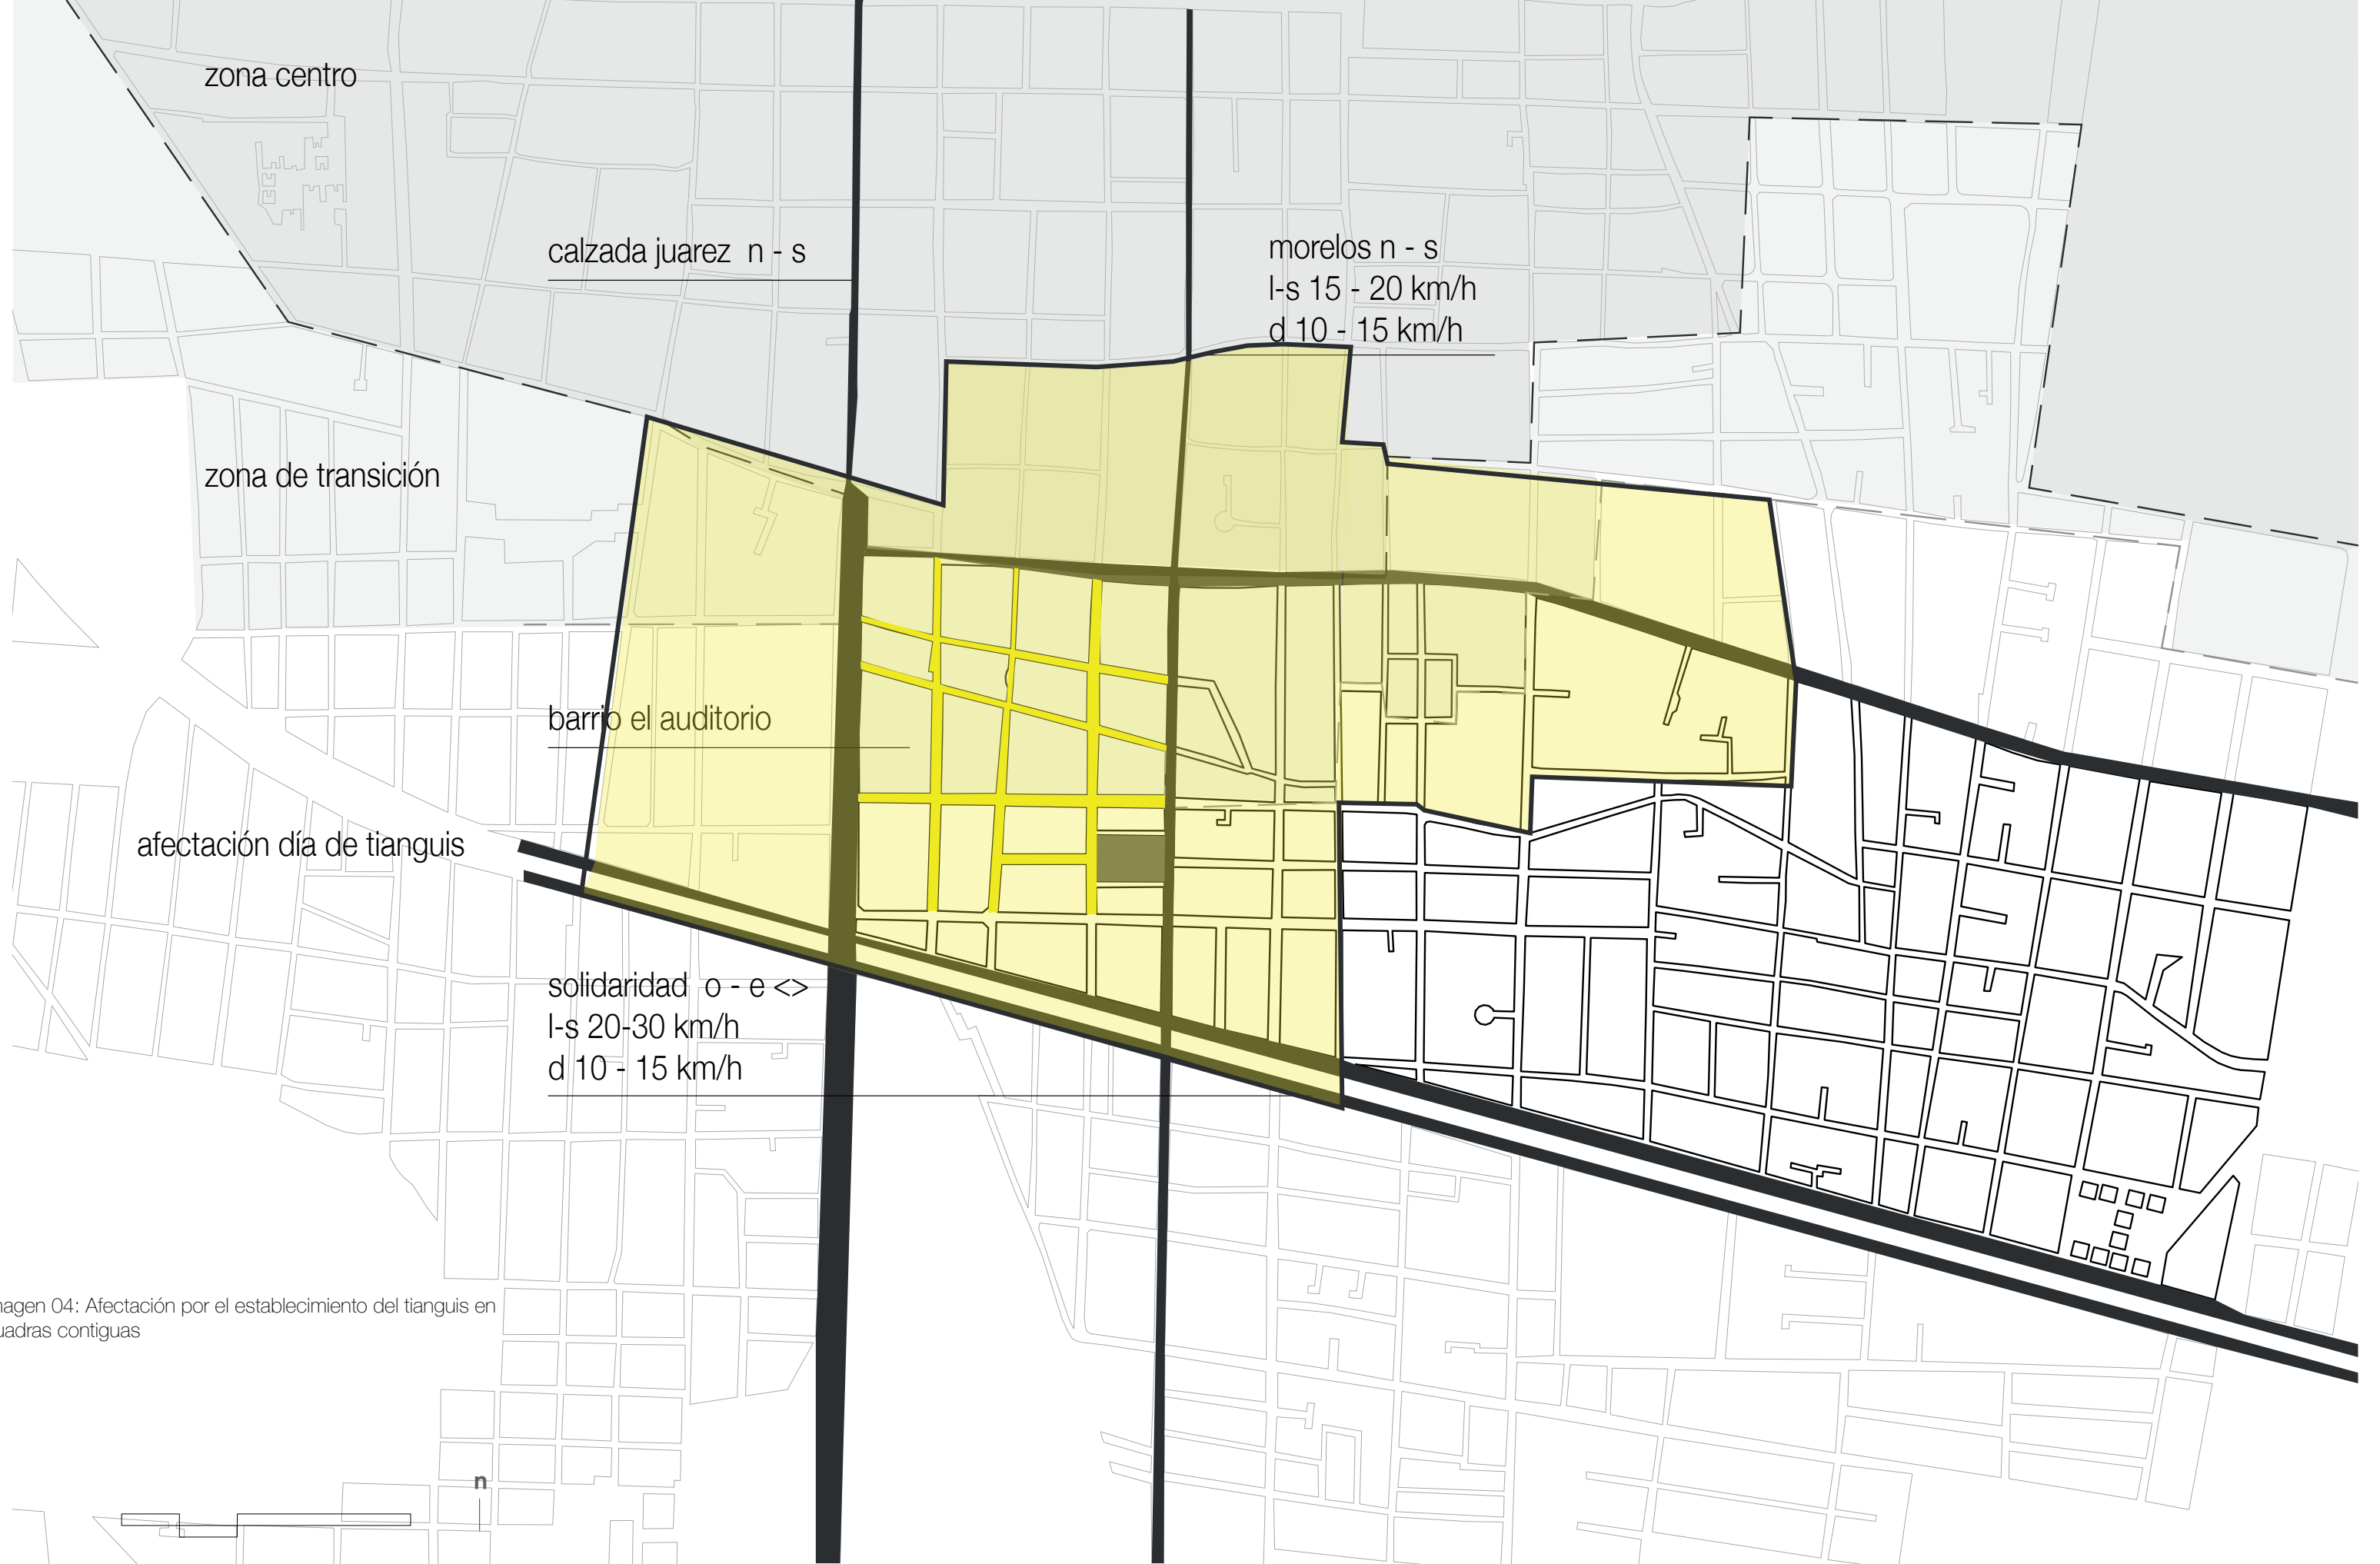 zona centro
calzada juarez n - s
morelos n - s
l-s 15 - 20 km/h
d 10 - 15 km/h
zona de transición
barrio el auditorio
afectación día de tianguis
solidaridad o - e <>
l-s 20-30 km/h
d 10 - 15 km/h
nagen 04: Afectación por el establecimiento del tianguis en
uadras contiguas
n